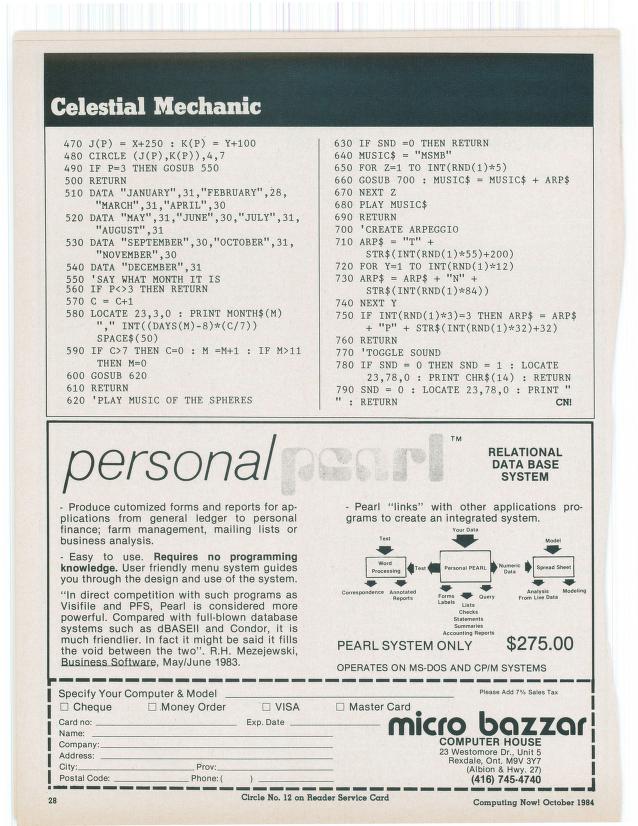 Celestial Mechanic
470 J(P) = X+250 : K(P) = Y+100
480 CIRCLE (J(P),K(P)),4,7
490 IF P=3 THEN GOSUB 550
500 RETURN
510 DATA "JANUARY",31,"FEBRUARY",28,
"MARCH",31,"APRIL",30
520 DATA "MAY",31,"JUNE",30,"JULY",31,
"AUGUST",31
530 DATA "SEPTEMBER",30,"OCTOBER",31,
"NOVEMBER",30
540 DATA "DECEMBER",31
550 'SAY WHAT MONTH IT IS
560 IF P<>3 THEN RETURN
570 C = C+1
580 LOCATE 23,3,0 : PRINT MONTH$(M)
"," INT((DAYS(M)-8)*(C/7))
SPACE$(50)
590 IF C>7 THEN C=0 : M =M+1 : IF M>11
THEN M=0
600 GOSUB 620
610 RETURN
620 'PLAY MUSIC OF THE SPHERES
630 IF SND =0 THEN RETURN
640 MUSIC$ = "MSMB"
650 FOR Z=1 TO INT(RND(1)*5)
660 GOSUB 700 : MUSIC$ = MUSIC$ + ARP$
670 NEXT Z
680 PLAY MUSIC$
690 RETURN
700 'CREATE ARPEGGIO
710 ARP$ = "T" +
STR$(INT(RND(1)*55)+200)
720 FOR Y=1 TO INT(RND(1)*12)
730 ARP$ = ARP$ + "N" +
STR$(INT(RND(1)*84))
740 NEXT Y
750 IF INT(RND(1)*3)=3 THEN ARP$ = ARP$
+ "P" + STR$(INT(RND(1)*32)+32)
760 RETURN
770 'TOGGLE SOUND
780 IF SND = 0 THEN SND = 1 : LOCATE
23,78,0 : PRINT CHR$(14) : RETURN
790 SND = 0 : LOCATE 23,78,0 : PRINT "
" : RETURN CN!
personal pearl TM
RELATIONAL
DATA BASE
SYSTEM
- Produce cutomized forms and reports for ap-
plications from general ledger to personal
finance; farm management, mailing lists or
business analysis.
- Easy to use. Requires no programming
knowledge. User friendly menu system guides
you through the design and use of the system.
"In direct competition with such programs as
Visifile and PFS, Pearl is considered more
powerful. Compared with full-blown database
systems such as dBASEII and Condor, it is
much friendlier. In fact it might be said it fills
the void between the two". R.H. Mezejewski,
Business Software, May/June 1983.
- Pearl "links" with other applications pro-
grams to create an integrated system.
Your Data
Text
Model
Word
Processing
Text
Personal PEARL
Numeric
Data
Spread Sheet
Correspondence
Annotated
Reports
Forms
Labels
Query
Analysis
From Live Data
Modeling
Lists
Checks
Statements
Summaries
Accounting Reports
PEARL SYSTEM ONLY $275.00
OPERATES ON MS-DOS AND CP/M SYSTEMS
Specify Your Computer & Model
Please Add 7% Sales Tax
Cheque Money Order VISA Master Card
Card no: Exp. Date
Name:
Company:
Address:
City: Prov:
Postal Code: Phone: ( )
micro bazzar
COMPUTER HOUSE
23 Westmore Dr., Unit 5
Rexdale, Ont. M9V 3Y7
(Albion & Hwy. 27)
(416) 745-4740
28
Circle No. 12 on Reader Service Card
Computing Now! October 1984